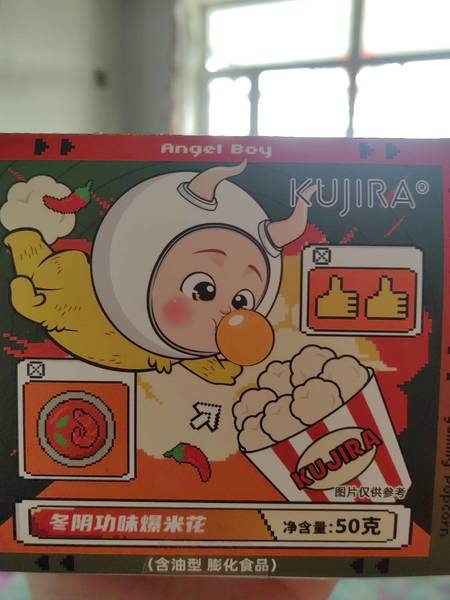 Angel Boy
KUJIRA®
KUJIRA
图片仅供参考
冬阴功味爆米花
净含量:50克
(含油型 膨化食品)
Popcorn